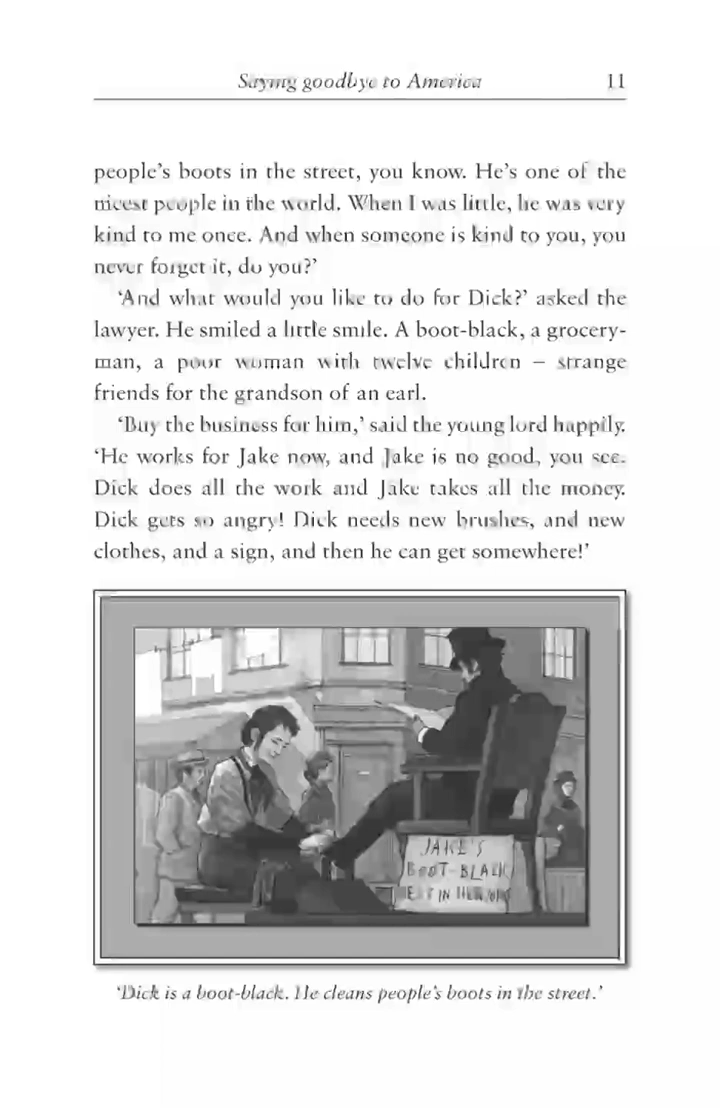 Saying goodbye to America 11
people's boots in the street, you know. He's one of the
nicest people in the world. When I was little, he was very
kind to me once. And when someone is kind to you, you
never forget it, do you?'
'And what would you like to do for Dick?' asked the
lawyer. He smiled a little smile. A boot-black, a grocery-
man, a poor woman with twelve children – strange
friends for the grandson of an earl.
'Buy the business for him,' said the young lord happily.
'He works for Jake now, and Jake is no good, you see.
Dick does all the work and Jake takes all the money.
Dick gets so angry! Dick needs new brushes, and new
clothes, and a sign, and then he can get somewhere!'
JAKE'S
BOOT-BLACK
IN
'Dick is a boot-black. He cleans people's boots in the street.'